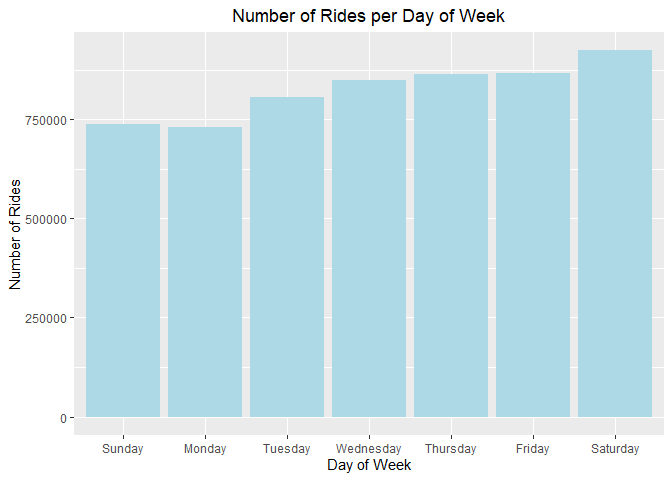 Number of Rides per Day of Week
Number of Rides
750000
500000
250000
0
Sunday Monday Tuesday Wednesday Thursday Friday Saturday
Day of Week